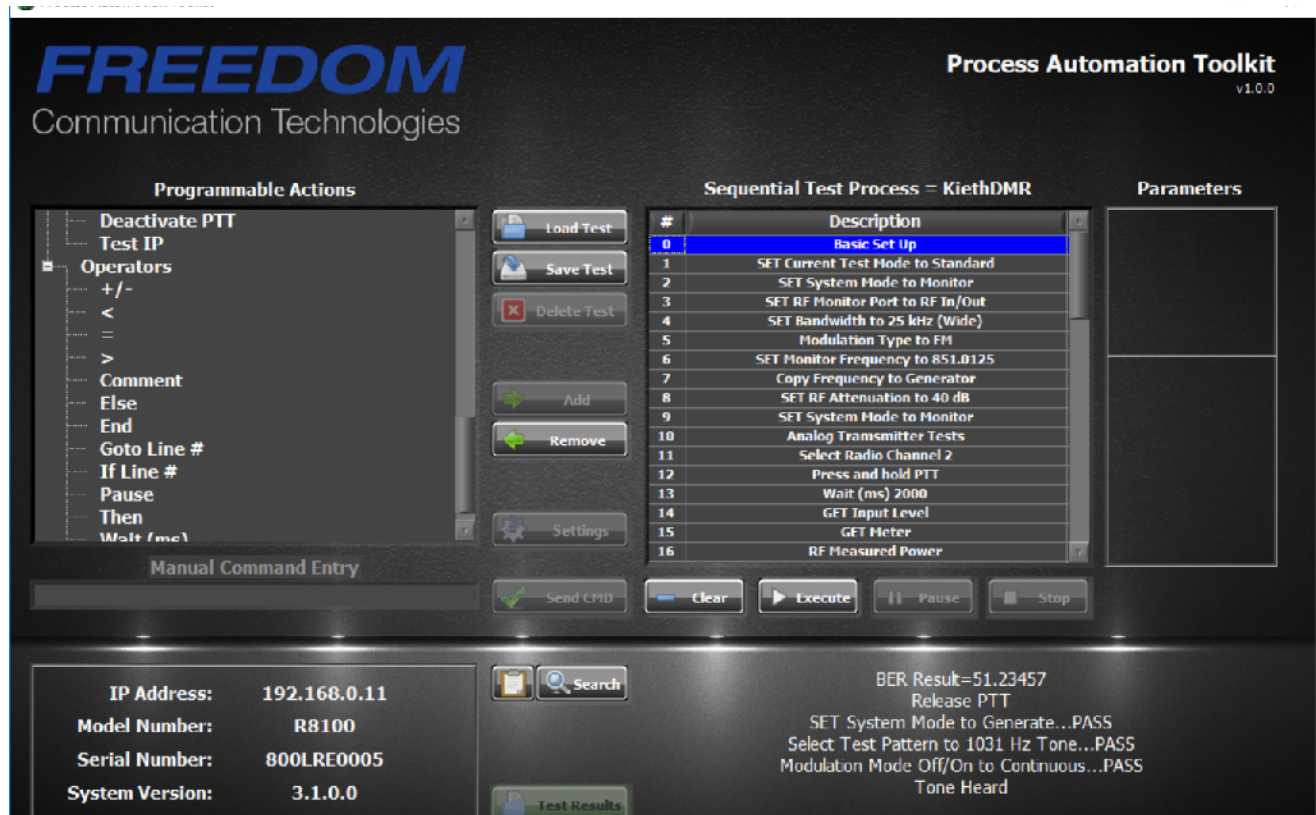 FREEDOM
Communication Technologies
Process Automation Toolkit
v1.0.0
Programmable Actions
Deactivate PTT
Test IP
Operators
+/-
<
=
>
Comment
Else
End
Goto Line #
If Line #
Pause
Then
Wait (ms)
Manual Command Entry
Load Test
Save Test
Delete Test
Add
Remove
Settings
Send CMD
Sequential Test Process = KiethDMR
# Description
0 Basic Set Up
1 SET Current Test Mode to Standard
2 SET System Mode to Monitor
3 SET RF Monitor Port to RF In/Out
4 SET Bandwidth to 25 kHz (Wide)
5 Modulation Type to FM
6 SET Monitor Frequency to 851.0125
7 Copy Frequency to Generator
8 SET RF Attenuation to 40 dB
9 SET System Mode to Monitor
10 Analog Tramsmitter Tests
11 Select Radio Channel 2
12 Press and hold PTT
13 Wait (ms) 2000
14 GET Input Level
15 GET Meter
16 RF Measured Power
Parameters
Clear
Execute
Pause
Stop
IP Address: 192.168.0.11
Model Number: R8100
Serial Number: 800LRE0005
System Version: 3.1.0.0
Search
Test Results
BER Result=51.23457
Release PTT
SET System Mode to Generate...PASS
Select Test Pattern to 1031 Hz Tone...PASS
Modulation Mode Off/On to Continuous...PASS
Tone Heard